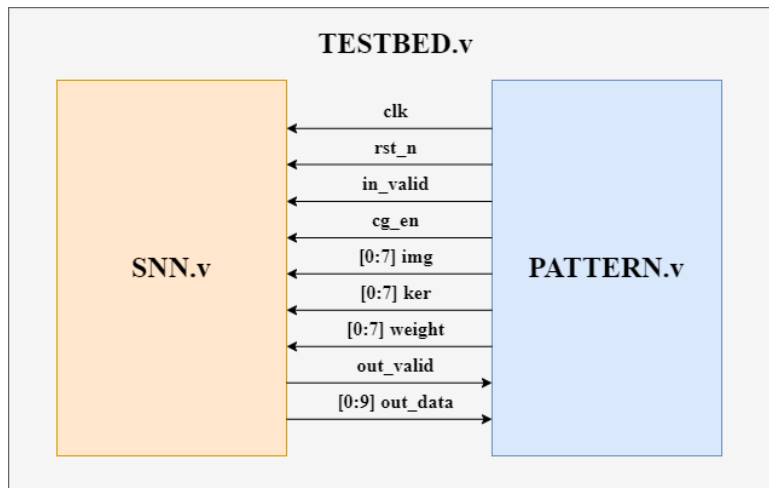 TESTBED.v
clk
rst_n
in_valid
cg_en
[0:7] img
SNN.v
PATTERN.v
[0:7] ker
[0:7] weight
out_valid
[0:9] out_data